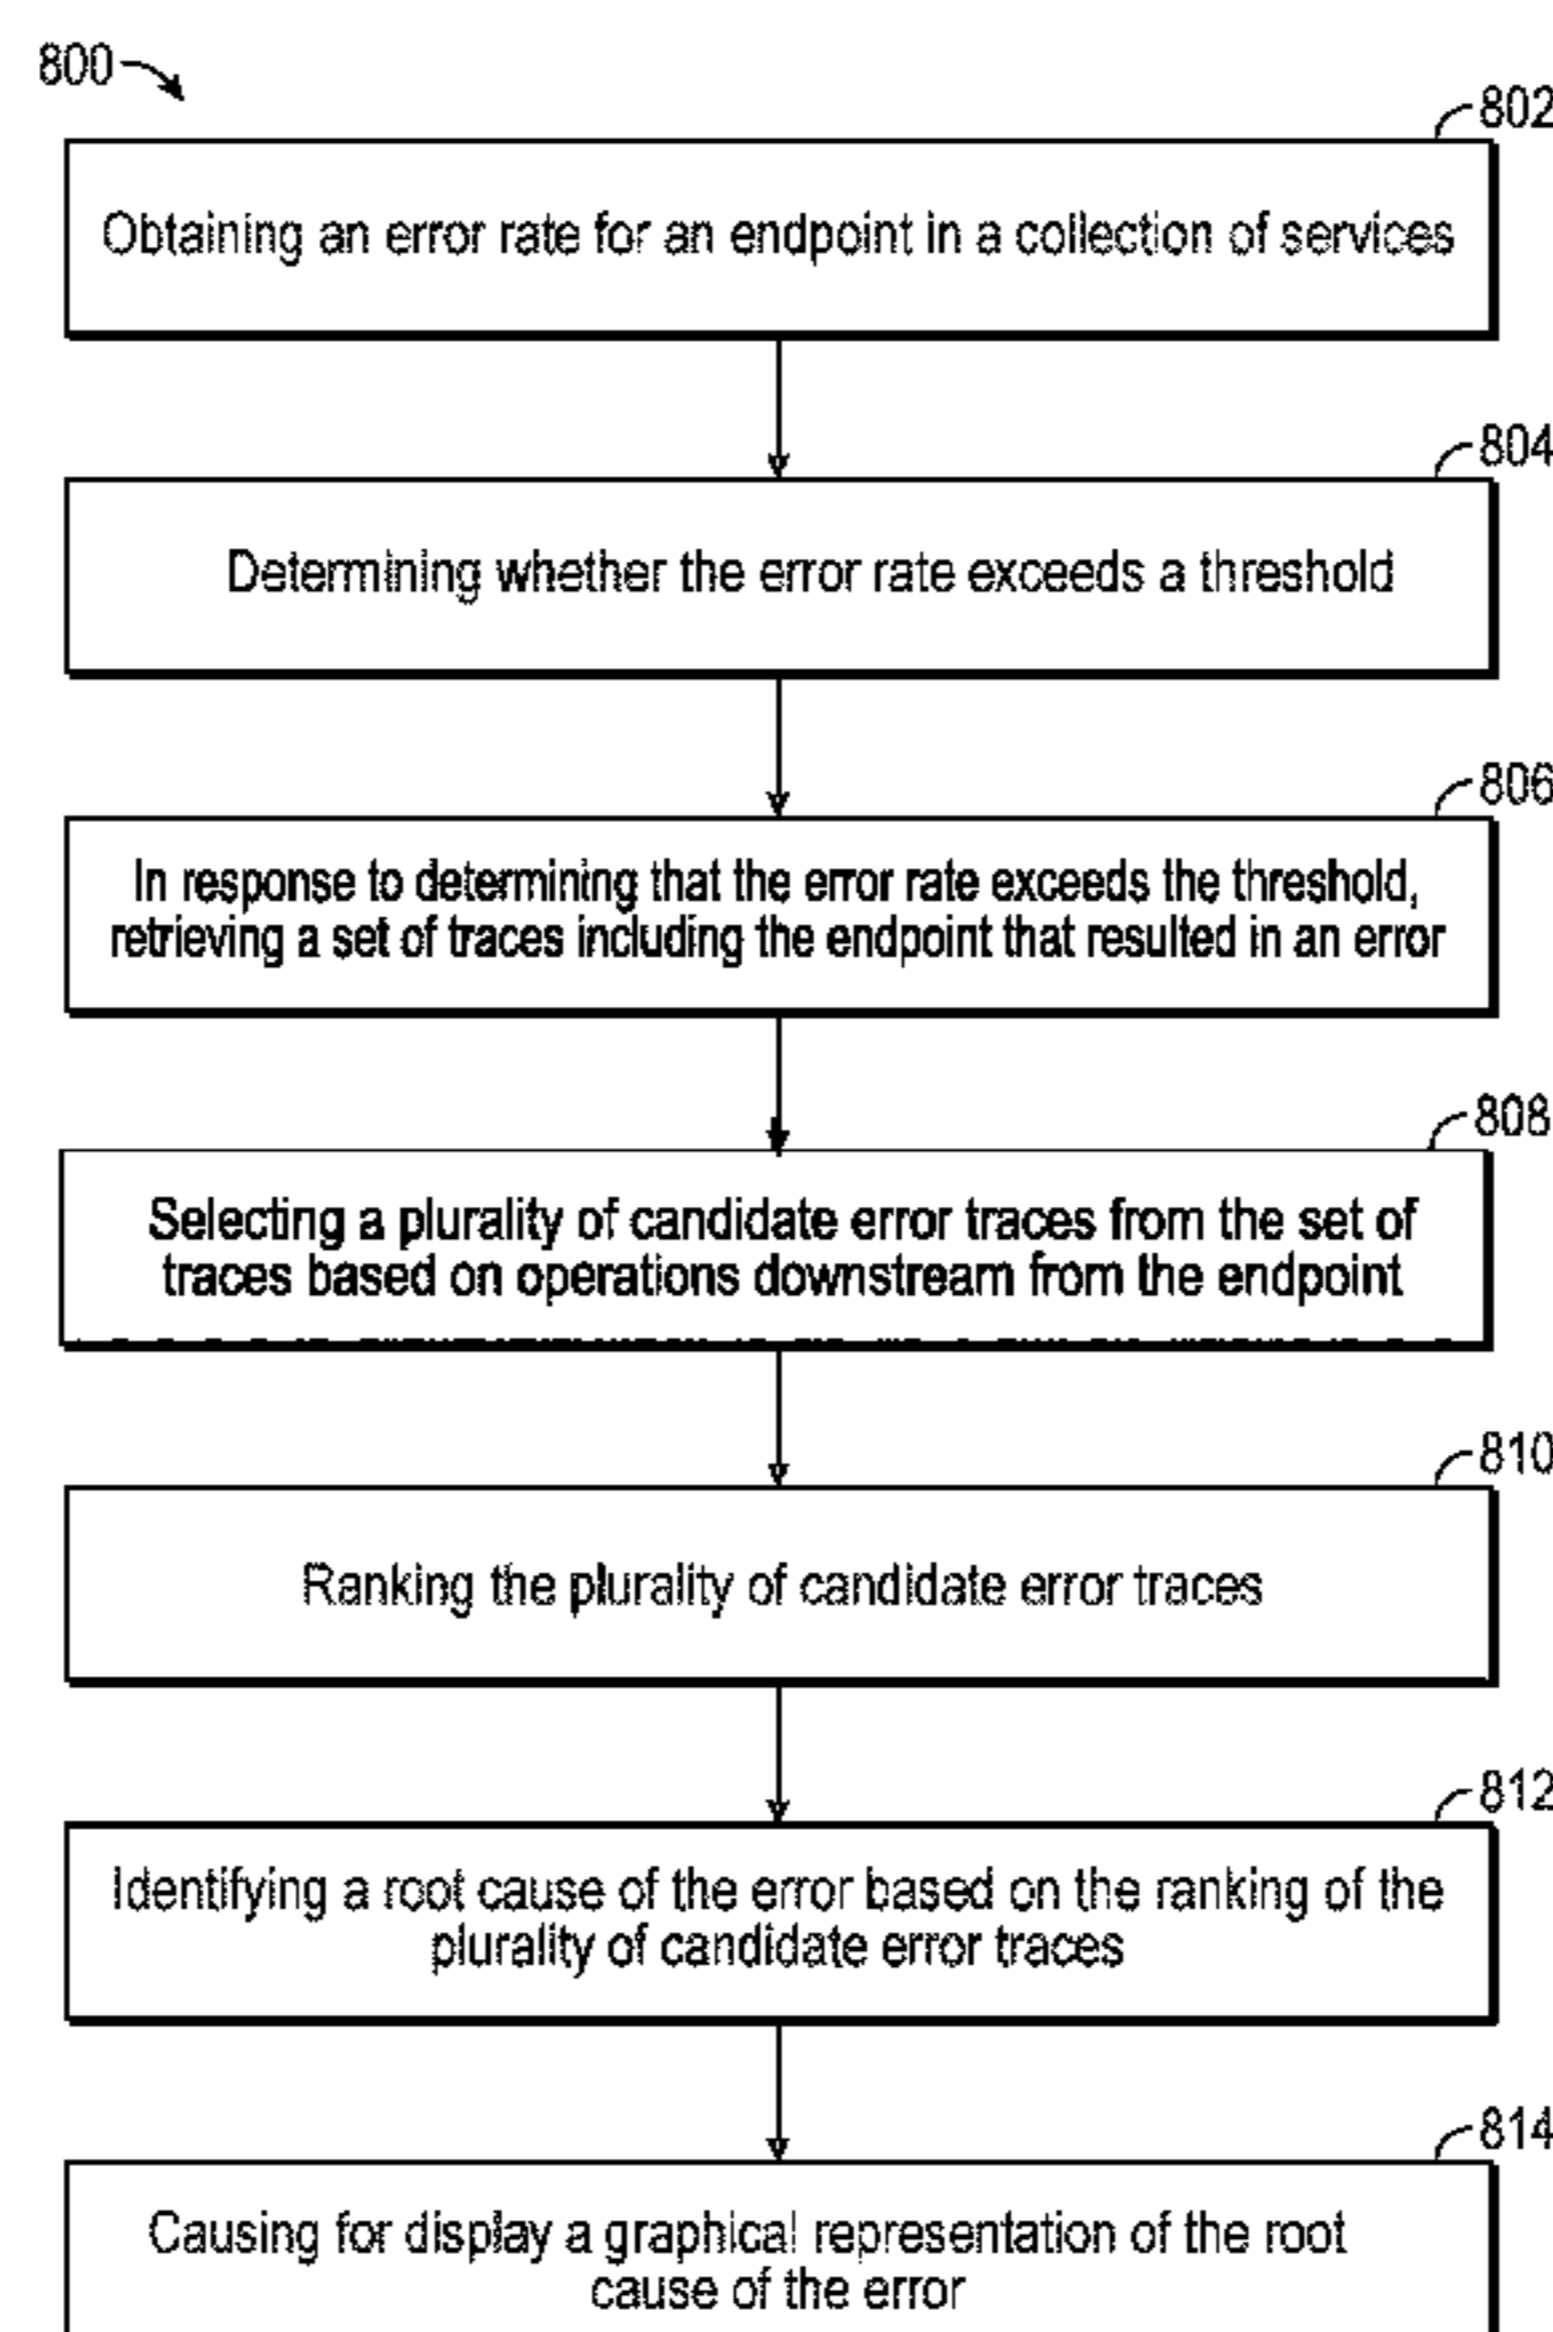 800
802
Obtaining an error rate for an endpoint in a collection of services
804
Determining whether the error rate exceeds a threshold
806
In response to determining that the error rate exceeds the threshold,
retrieving a set of traces including the endpoint that resulted in an error
808
Selecting a plurality of candidate error traces from the set of
traces based on operations downstream from the endpoint
810
Ranking the plurality of candidate error traces
812
Identifying a root cause of the error based on the ranking of the
plurality of candidate error traces
814
Causing for display a graphical representation of the root
cause of the error